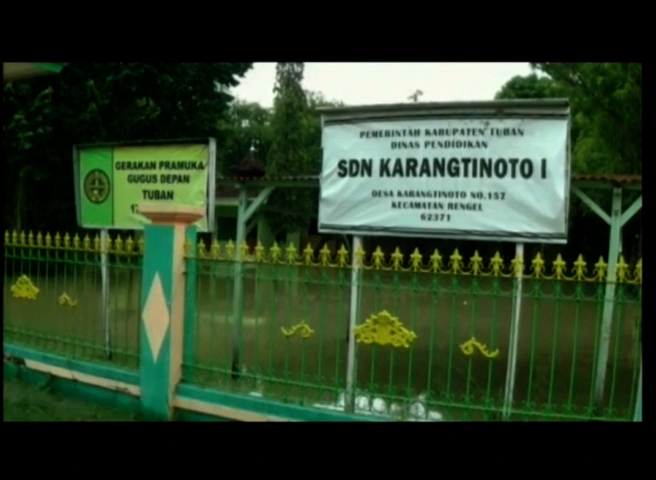 GERAKAN PRAMUKA
GUGUS DEPAN
TUBAN
PEMERINTAH KABUPATEN TUBAN
DINAS PENDIDIKAN
SDN KARANGTINOTO I
DESA KARANGTINOTO NO.157
KECAMATAN RENGEL
62371